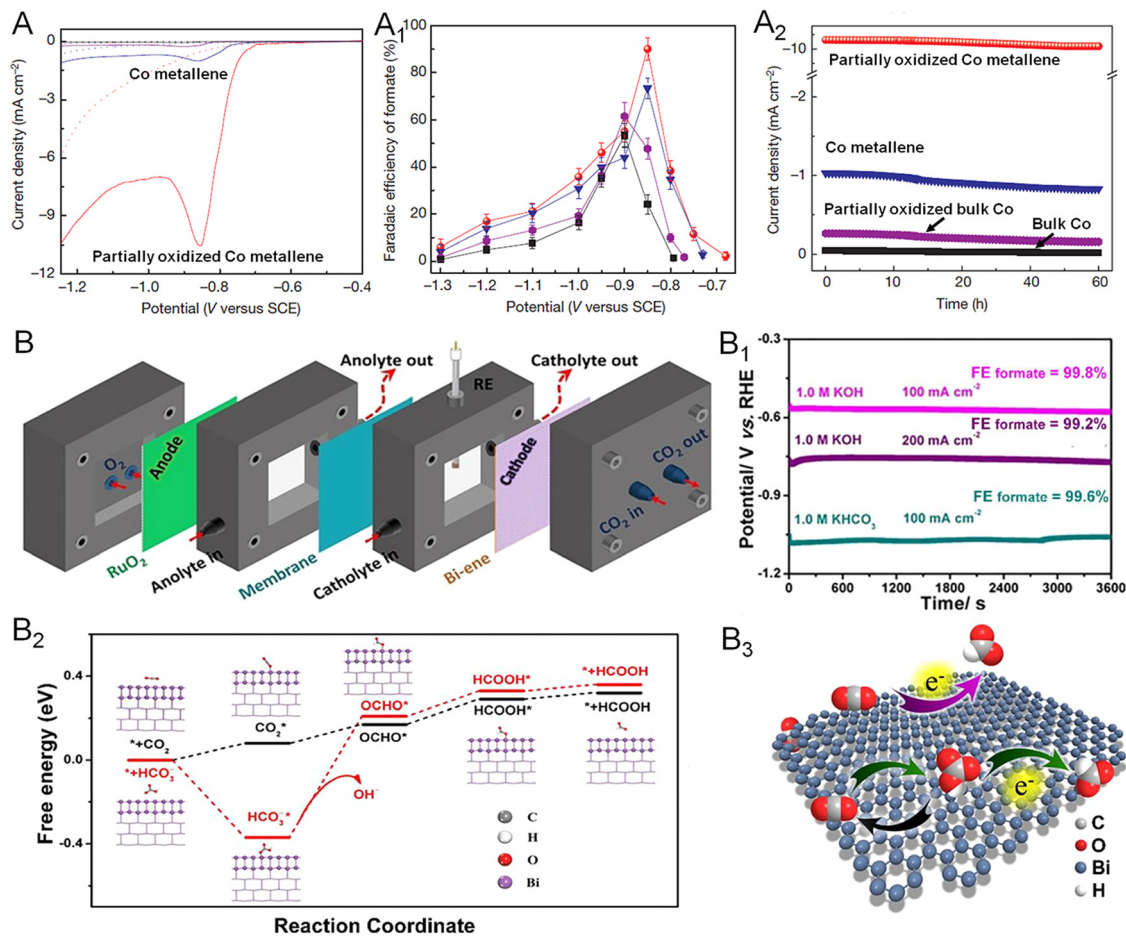 A
Current density (mA cm⁻²)
0
−3
−6
−9
−12
Co metallene
Partially oxidized Co metallene
−1.2
−1.0
−0.8
−0.6
−0.4
Potential (V versus SCE)
A₁
Faradaic efficiency of formate (%)
100
80
60
40
20
0
−1.3
−1.2
−1.1
−1.0
−0.9
−0.8
−0.7
Potential (V versus SCE)
A₂
Current density (mA cm⁻²)
−10
−2
−1
0
Partially oxidized Co metallene
Co metallene
Partially oxidized bulk Co
Bulk Co
0
10
20
40
60
Time (h)
B
Anolyte out
Catholyte out
RE
O₂
Anode
Cathode
CO₂ out
CO₂ in
RuO₂
Anolyte in
Membrane
Catholyte in
Bi-ene
B₁
Potential/ V vs. RHE
-0.3
-0.6
-0.9
-1.2
FE formate = 99.8%
1.0 M KOH 100 mA cm⁻²
FE formate = 99.2%
1.0 M KOH 200 mA cm⁻²
FE formate = 99.6%
1.0 M KHCO₃ 100 mA cm⁻²
0
600
1200
1800
2400
3000
3600
Time/ s
B₂
Free energy (eV)
0.4
0.0
-0.4
*+CO₂
*+HCO₃⁻
CO₂*
HCO₃⁻*
OCHO*
OCHO*
OH⁻
HCOOH*
HCOOH*
*+HCOOH
*+HCOOH
C
H
O
Bi
Reaction Coordinate
B₃
e⁻
e⁻
C
O
Bi
H